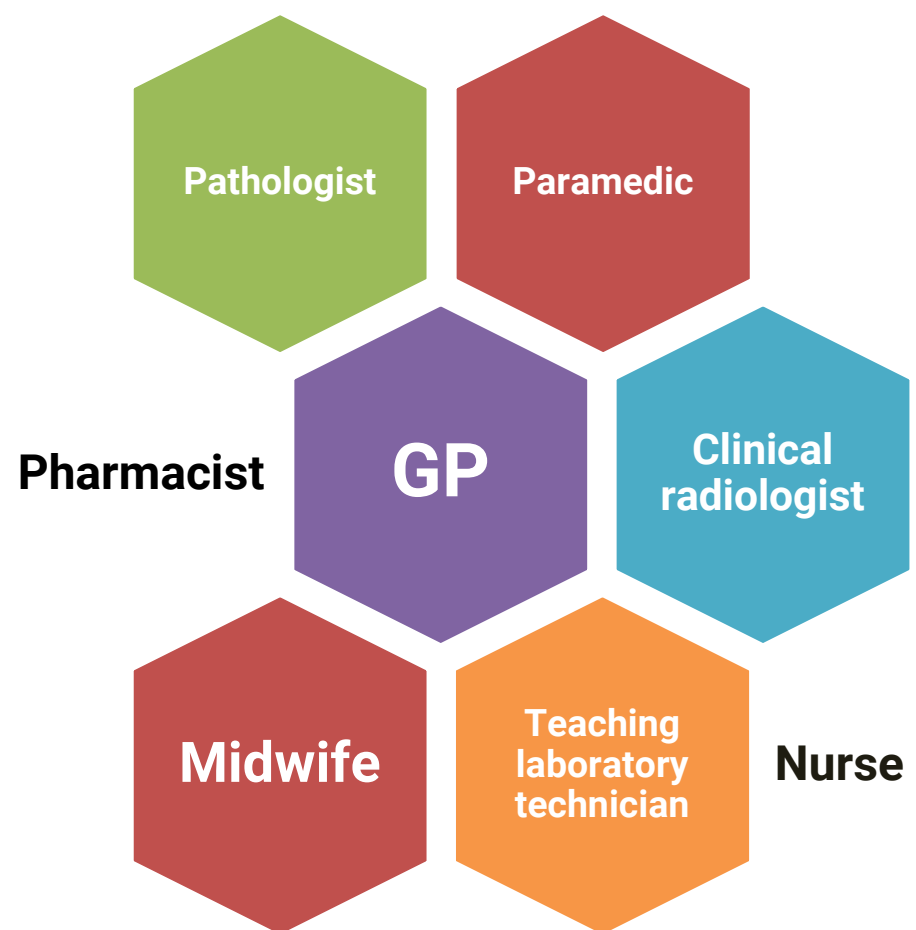 Pathologist
Paramedic
Pharmacist
GP
Clinical
radiologist
Midwife
Teaching
laboratory
technician
Nurse